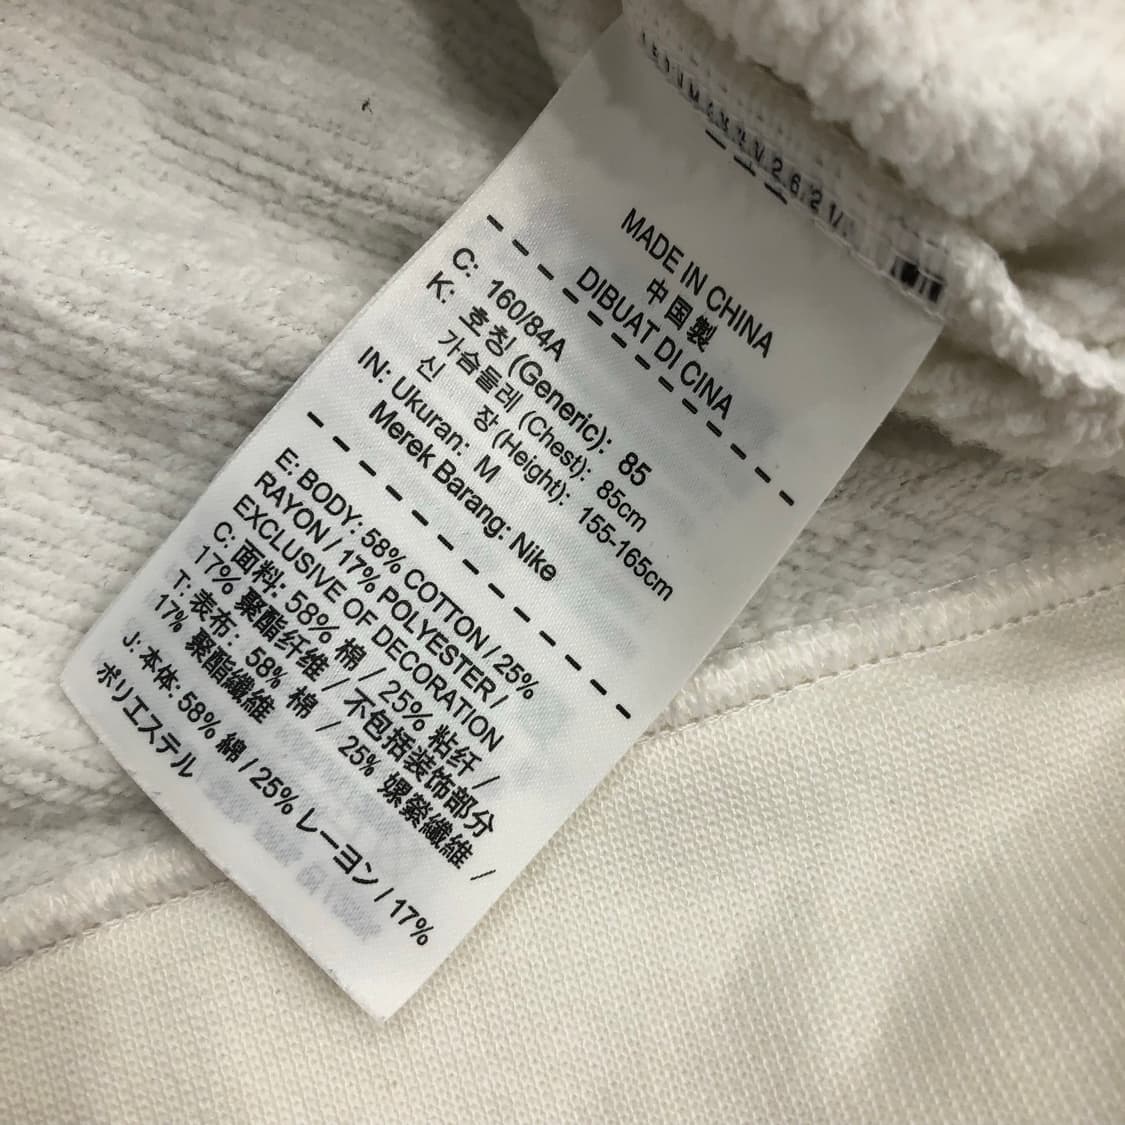 MADE IN CHINA
中国製
DIBUAT DI CINA
C: 160/84A
K: 호칭 (Generic): 85
가슴둘레 (Chest): 85cm
신 장 (Height): 155-165cm
IN: Ukuran: M
Merek Barang: Nike
E: BODY: 58% COTTON / 25%
RAYON / 17% POLYESTER /
EXCLUSIVE OF DECORATION
C: 面料: 58% 棉 / 25% 粘纤 /
17% 聚酯纤维 / 不包括装饰部分
T: 表布: 58% 棉 / 25% 嫘縈纖維 /
17% 聚酯纖維
J: 本体: 58% 綿 / 25% レーヨン / 17%
ポリエステル